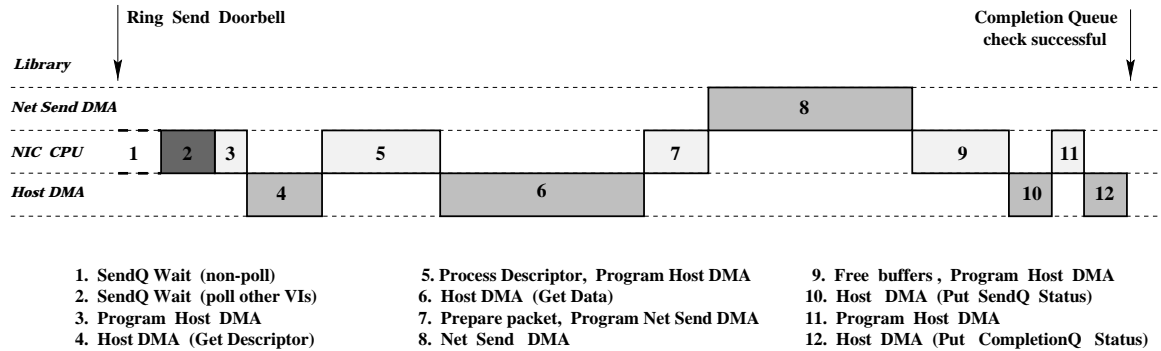 Ring Send Doorbell
Completion Queue
check successful
Library
Net Send DMA
8
NIC CPU
1
2
3
5
7
9
11
Host DMA
4
6
10
12
1. SendQ Wait (non-poll)
2. SendQ Wait (poll other VIs)
3. Program Host DMA
4. Host DMA (Get Descriptor)
5. Process Descriptor, Program Host DMA
6. Host DMA (Get Data)
7. Prepare packet, Program Net Send DMA
8. Net Send DMA
9. Free buffers , Program Host DMA
10. Host DMA (Put SendQ Status)
11. Program Host DMA
12. Host DMA (Put CompletionQ Status)